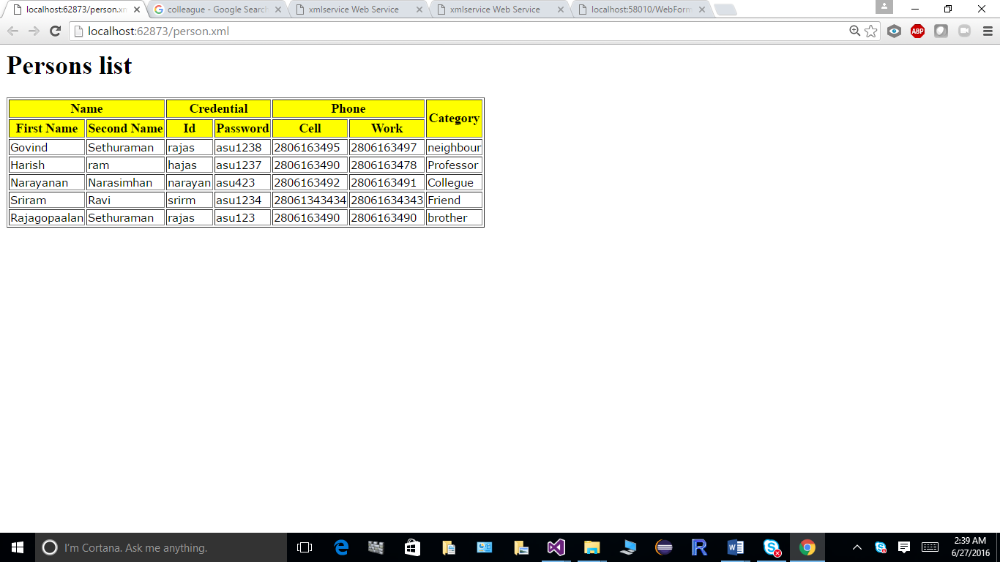 localhost:62873/person.xm
colleague - Google Search
xmlservice Web Service
xmlservice Web Service
localhost:58010/WebForm
localhost:62873/person.xml
ABP
Persons list
Name Credential Phone Category
First Name Second Name Id Password Cell Work
Govind Sethuraman rajas asu1238 2806163495 2806163497 neighbour
Harish ram hajas asu1237 2806163490 2806163478 Professor
Narayanan Narasimhan narayan asu423 2806163492 2806163491 Collegue
Sriram Ravi srirm asu1234 28061343434 28061634343 Friend
Rajagopaalan Sethuraman rajas asu123 2806163490 2806163490 brother
I'm Cortana. Ask me anything.
2:39 AM
6/27/2016